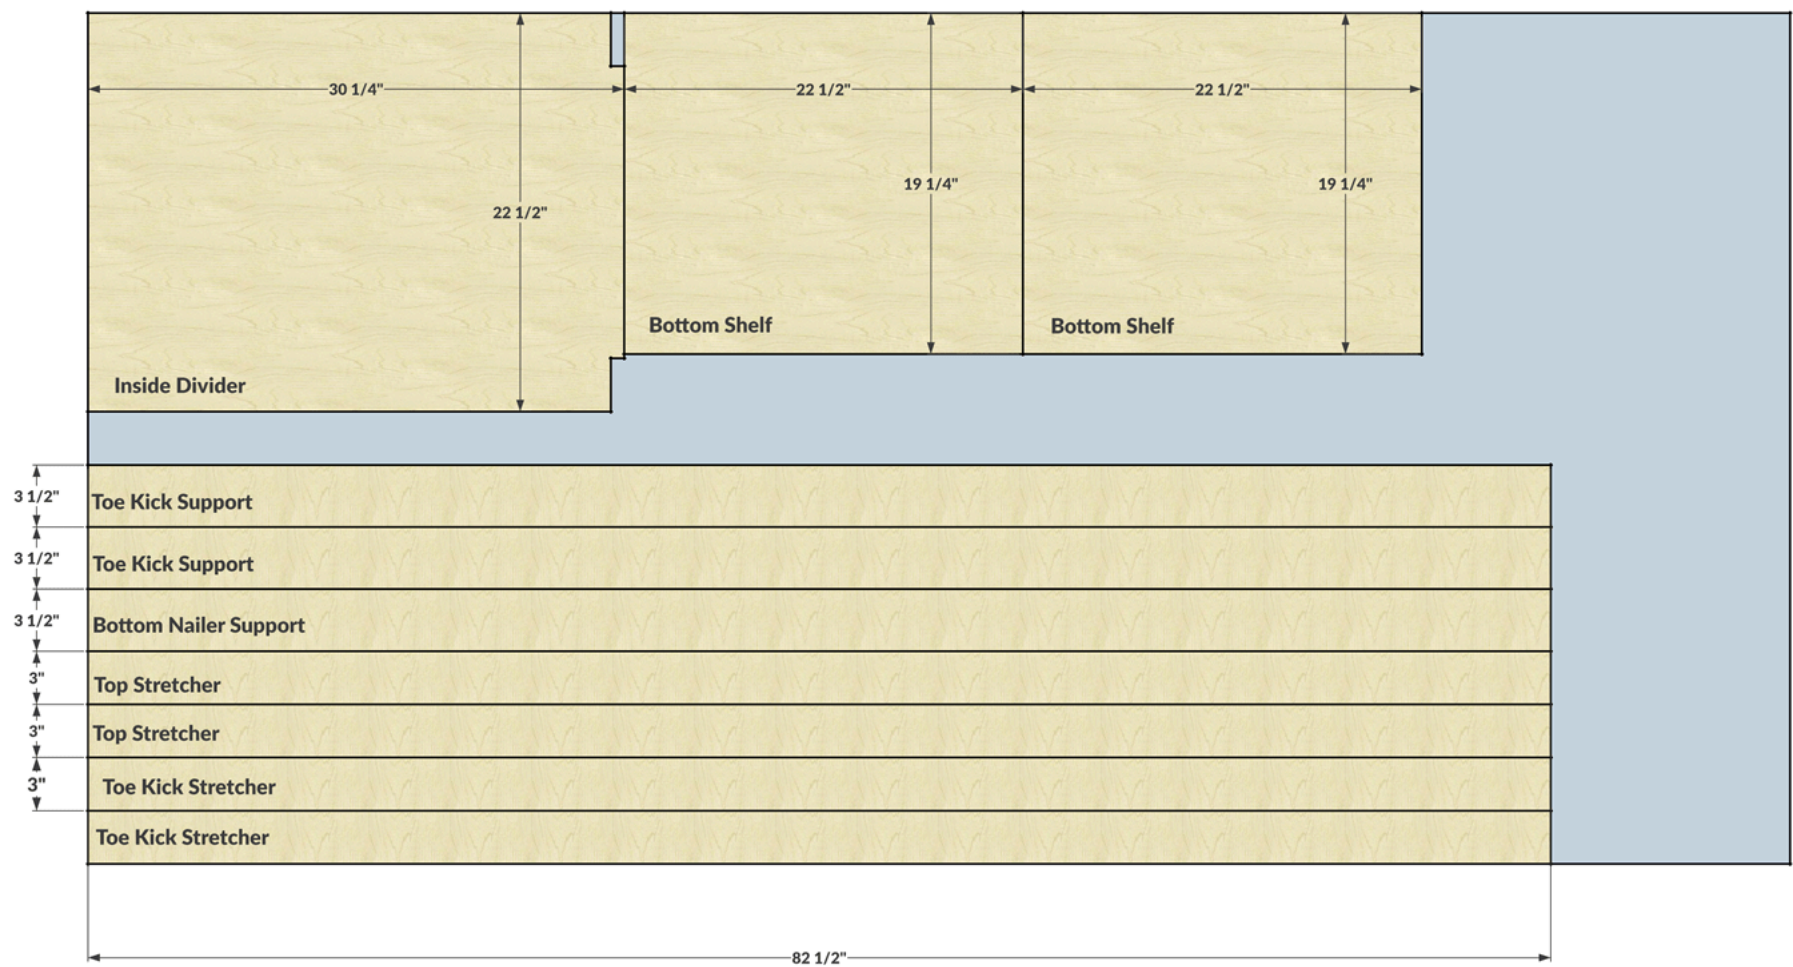 30 1/4"
22 1/2"
22 1/2"
19 1/4"
19 1/4"
22 1/2"
Bottom Shelf
Bottom Shelf
Inside Divider
3 1/2"
Toe Kick Support
3 1/2"
Toe Kick Support
3 1/2"
Bottom Nailer Support
3"
Top Stretcher
3"
Top Stretcher
3"
Toe Kick Stretcher
Toe Kick Stretcher
82 1/2"